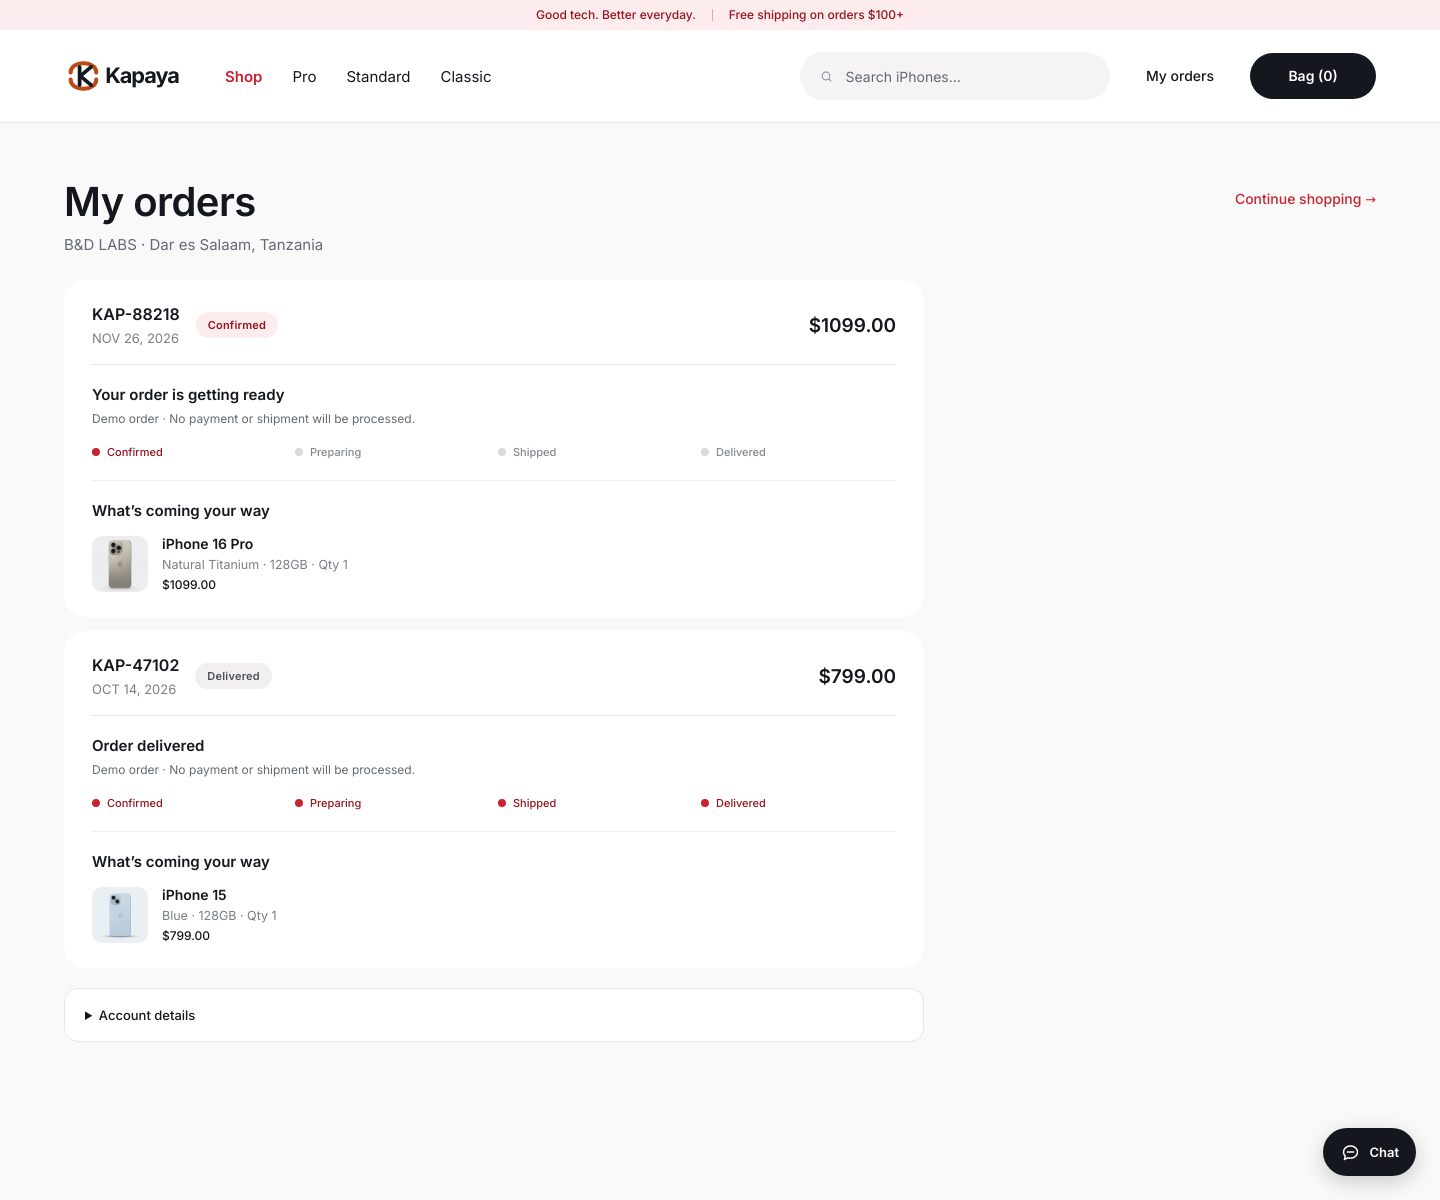 Good tech. Better everyday. Free shipping on orders $100+
Kapaya Shop Pro Standard Classic Search iPhones... My orders Bag (0)
My orders
Continue shopping →
B&D LABS · Dar es Salaam, Tanzania
KAP-88218
Confirmed
$1099.00
NOV 26, 2026
Your order is getting ready
Demo order · No payment or shipment will be processed.
Confirmed Preparing Shipped Delivered
What’s coming your way
iPhone 16 Pro
Natural Titanium · 128GB · Qty 1
$1099.00
KAP-47102
Delivered
$799.00
OCT 14, 2026
Order delivered
Demo order · No payment or shipment will be processed.
Confirmed Preparing Shipped Delivered
What’s coming your way
iPhone 15
Blue · 128GB · Qty 1
$799.00
Account details
Chat